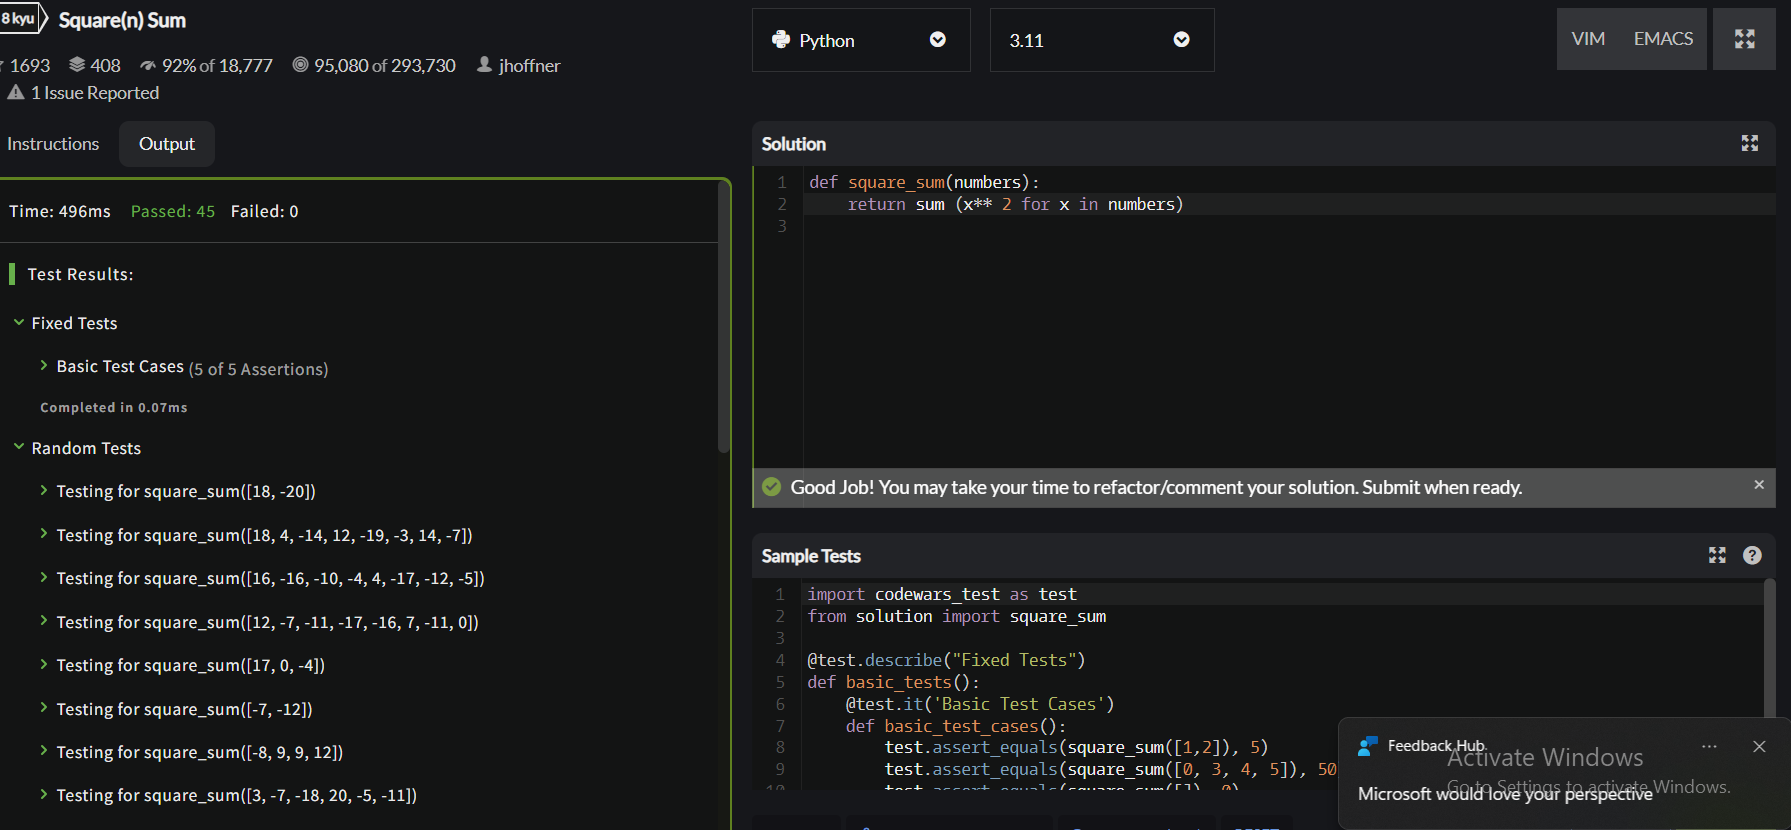 8 kyu Square(n) Sum
1693 408 92% of 18,777 95,080 of 293,730 jhoffner
1 Issue Reported
Instructions Output
Time: 496ms Passed: 45 Failed: 0
Test Results:
Fixed Tests
Basic Test Cases (5 of 5 Assertions)
Completed in 0.07ms
Random Tests
Testing for square_sum([18, -20])
Testing for square_sum([18, 4, -14, 12, -19, -3, 14, -7])
Testing for square_sum([16, -16, -10, -4, 4, -17, -12, -5])
Testing for square_sum([12, -7, -11, -17, -16, 7, -11, 0])
Testing for square_sum([17, 0, -4])
Testing for square_sum([-7, -12])
Testing for square_sum([-8, 9, 9, 12])
Testing for square_sum([3, -7, -18, 20, -5, -11])
Python 3.11 VIM EMACS
Solution
1 def square_sum(numbers):
2     return sum (x** 2 for x in numbers)
3
Good Job! You may take your time to refactor/comment your solution. Submit when ready.
Sample Tests
1 import codewars_test as test
2 from solution import square_sum
3
4 @test.describe("Fixed Tests")
5 def basic_tests():
6     @test.it('Basic Test Cases')
7     def basic_test_cases():
8         test.assert_equals(square_sum([1,2]), 5)
9         test.assert_equals(square_sum([0, 3, 4, 5]), 50
10         test.assert_equals(square_sum([]), 0)
Feedback Hub
Microsoft would love your perspective
Activate Windows
Go to Settings to activate Windows.